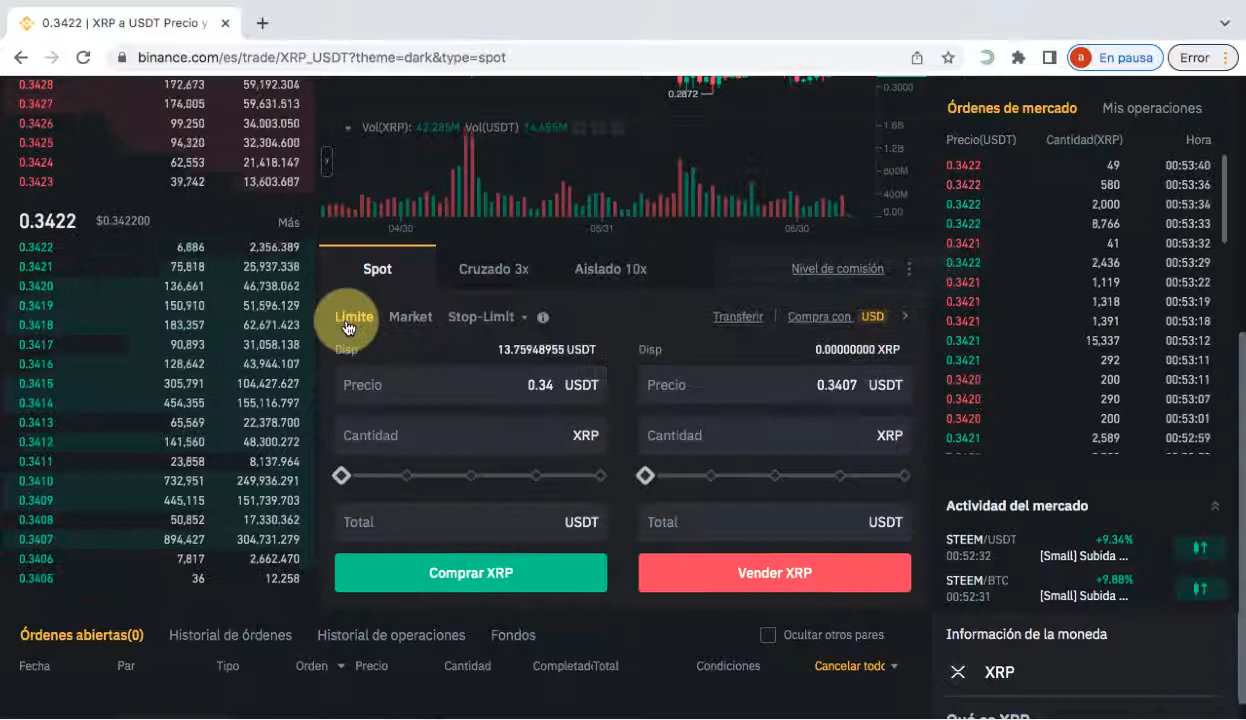 0.3422 | XRP a USDT Precio y
binance.com/es/trade/XRP_USDT?theme=dark&type=spot
a En pausa
Error
0.3428 172,673 59,192.304
0.3427 174,005 59,631.513
0.3426 99,250 34,003.050
0.3425 94,320 32,304.600
0.3424 62,553 21,418.147
0.3423 39,742 13,603.687
0.3422 $0.342200 Más
0.3422 6,886 2,356.389
0.3421 75,818 25,937.338
0.3420 136,661 46,738.062
0.3419 150,910 51,596.129
0.3418 183,357 62,671.423
0.3417 90,893 31,058.138
0.3416 128,642 43,944.107
0.3415 305,791 104,427.627
0.3414 454,355 155,116.797
0.3413 65,569 22,378.700
0.3412 141,560 48,300.272
0.3411 23,858 8,137.964
0.3410 732,951 249,936.291
0.3409 445,115 151,739.703
0.3408 50,852 17,330.362
0.3407 894,427 304,731.279
0.3406 7,817 2,662.470
0.3405 36 12.258
0.2872
0.3000
Vol(XRP): 42.285M Vol(USDT) 14.455M
1.6B
1.2B
800M
400M
0.00
04/30 05/31 06/30
Spot Cruzado 3x Aislado 10x Nivel de comisión
Límite Market Stop-Limit Transferir Compra con USD
Disp 13.75948955 USDT Disp 0.00000000 XRP
Precio 0.34 USDT Precio 0.3407 USDT
Cantidad XRP Cantidad XRP
Total USDT Total USDT
Comprar XRP Vender XRP
Órdenes de mercado Mis operaciones
Precio(USDT) Cantidad(XRP) Hora
0.3422 49 00:53:40
0.3422 580 00:53:36
0.3422 2,000 00:53:34
0.3422 8,766 00:53:33
0.3421 41 00:53:32
0.3422 2,436 00:53:29
0.3421 1,119 00:53:22
0.3421 1,318 00:53:19
0.3421 1,391 00:53:18
0.3421 15,337 00:53:12
0.3421 292 00:53:11
0.3420 200 00:53:11
0.3420 290 00:53:07
0.3420 200 00:53:01
0.3421 2,589 00:52:59
Actividad del mercado
STEEM/USDT +9.34%
00:52:32 [Small] Subida ...
STEEM/BTC +9.88%
00:52:31 [Small] Subida ...
Información de la moneda
XRP
Qué es XRP
Órdenes abiertas(0) Historial de órdenes Historial de operaciones Fondos Ocultar otros pares
Fecha Par Tipo Orden Precio Cantidad Completado Total Condiciones Cancelar todo